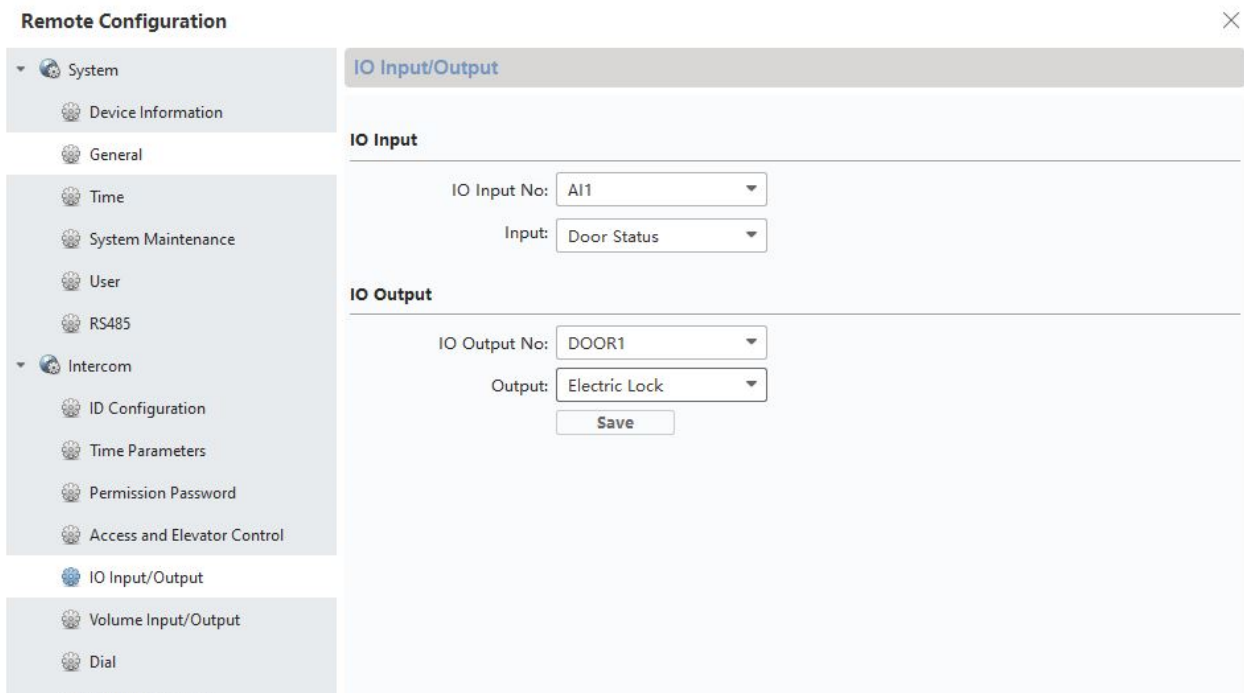 Remote Configuration
System
Device Information
General
Time
System Maintenance
User
RS485
Intercom
ID Configuration
Time Parameters
Permission Password
Access and Elevator Control
IO Input/Output
Volume Input/Output
Dial
IO Input/Output
IO Input
IO Input No: AI1
Input: Door Status
IO Output
IO Output No: DOOR1
Output: Electric Lock
Save